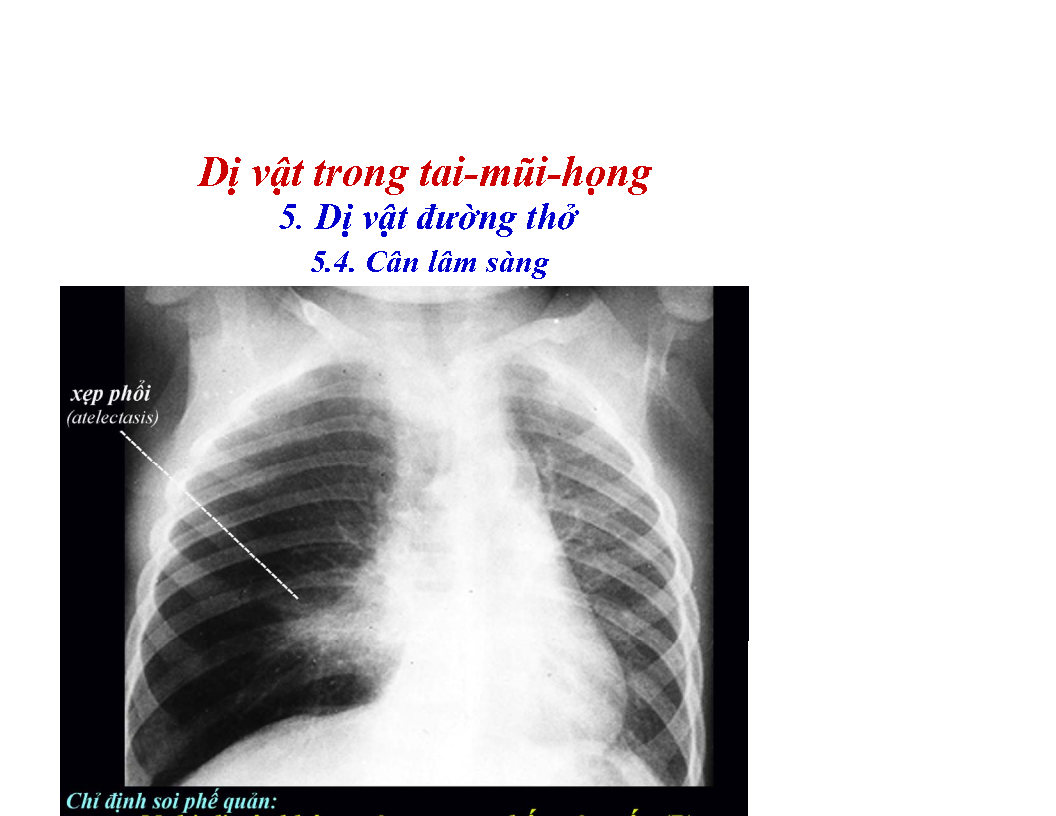 Dị vật trong tai-mũi-họng
5. Dị vật đường thở
5.4. Cân lâm sàng
xẹp phổi
(atelectasis)
Chỉ định soi phế quản: